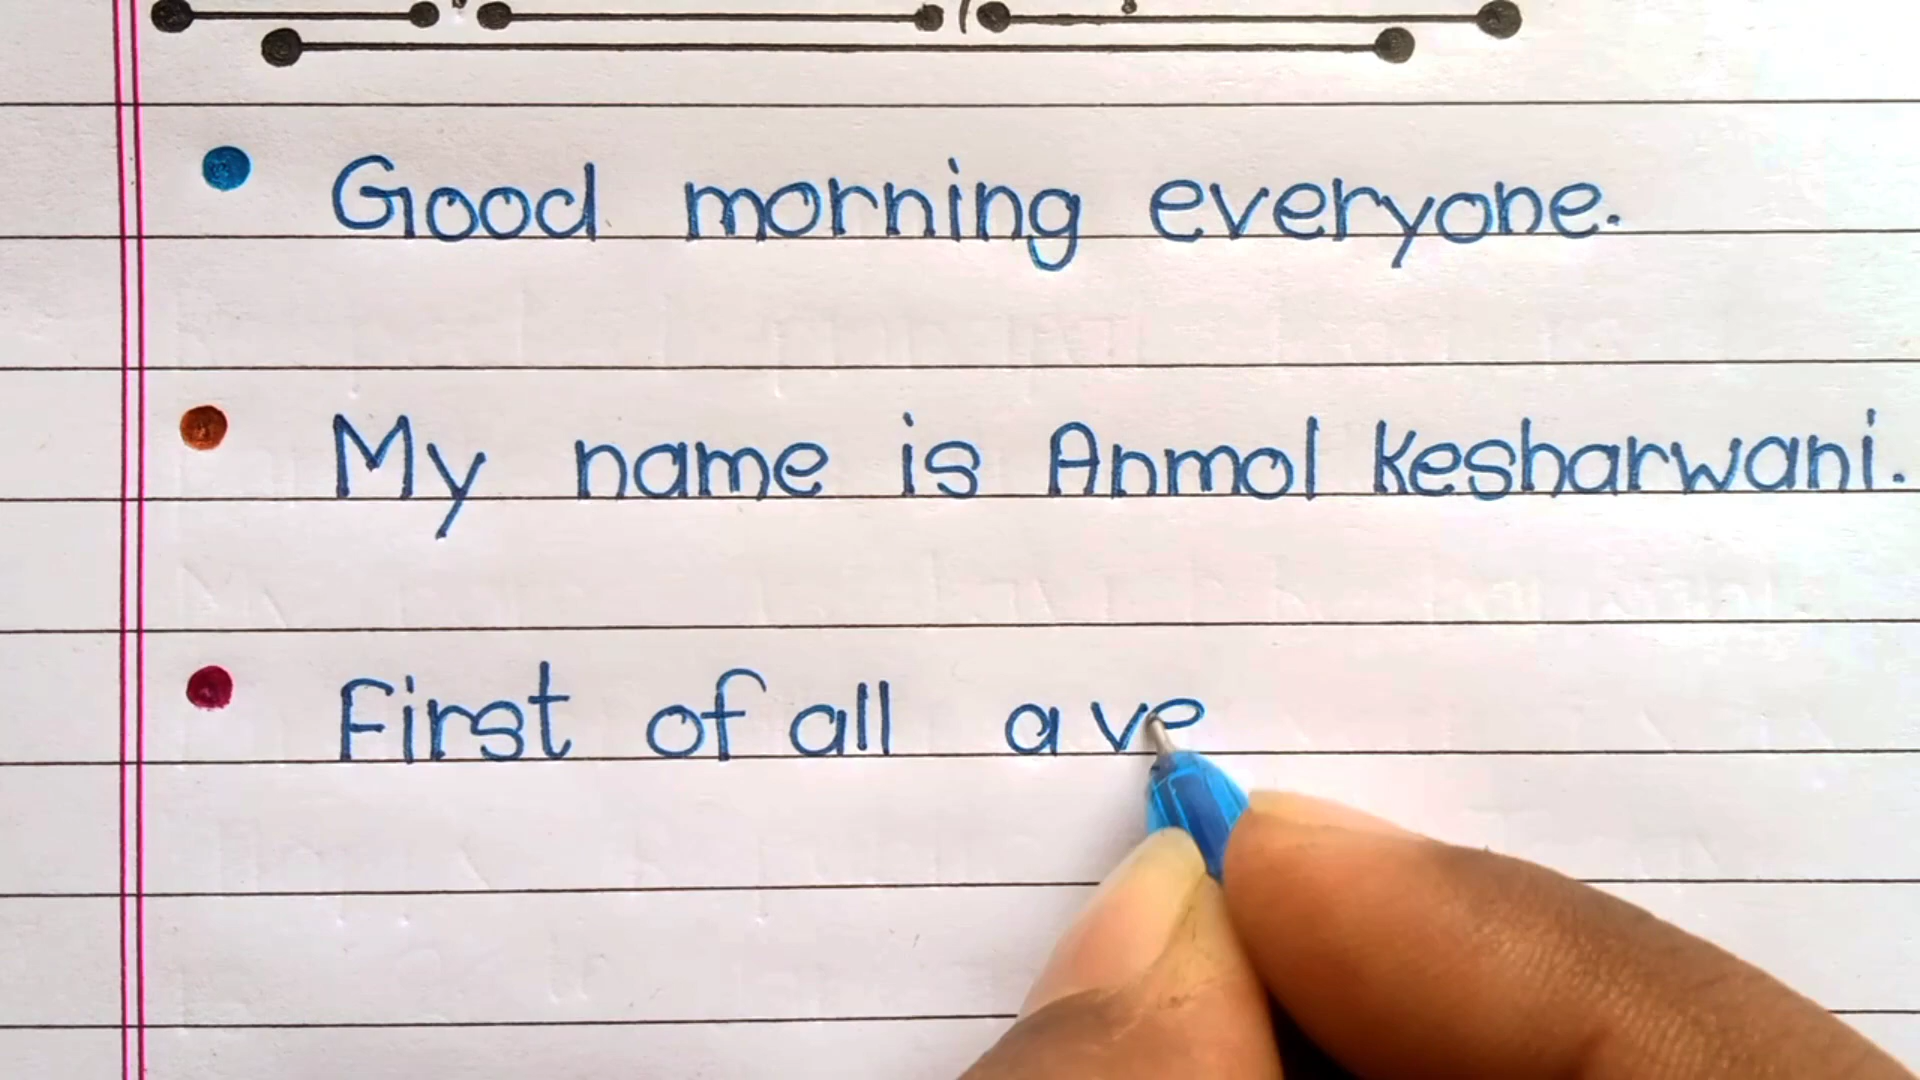 Good morning everyone.
My name is Anmol Kesharwani.
First of all a ve